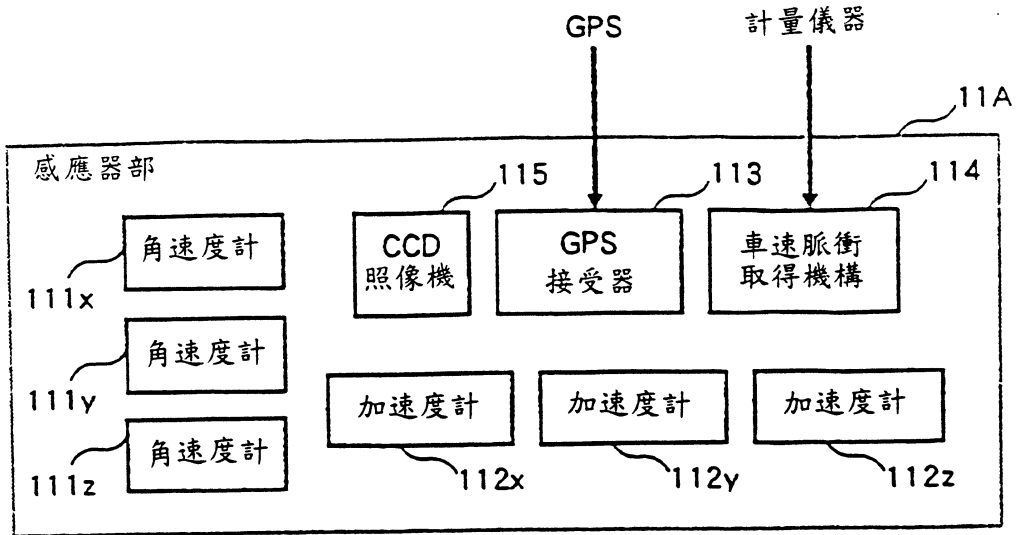 GPS
計量儀器
11A
感應器部
115
113
114
角速度計
CCD
照像機
GPS
接受器
車速脈衝
取得機構
111x
角速度計
111y
加速度計
加速度計
加速度計
角速度計
111z
112x
112y
112z